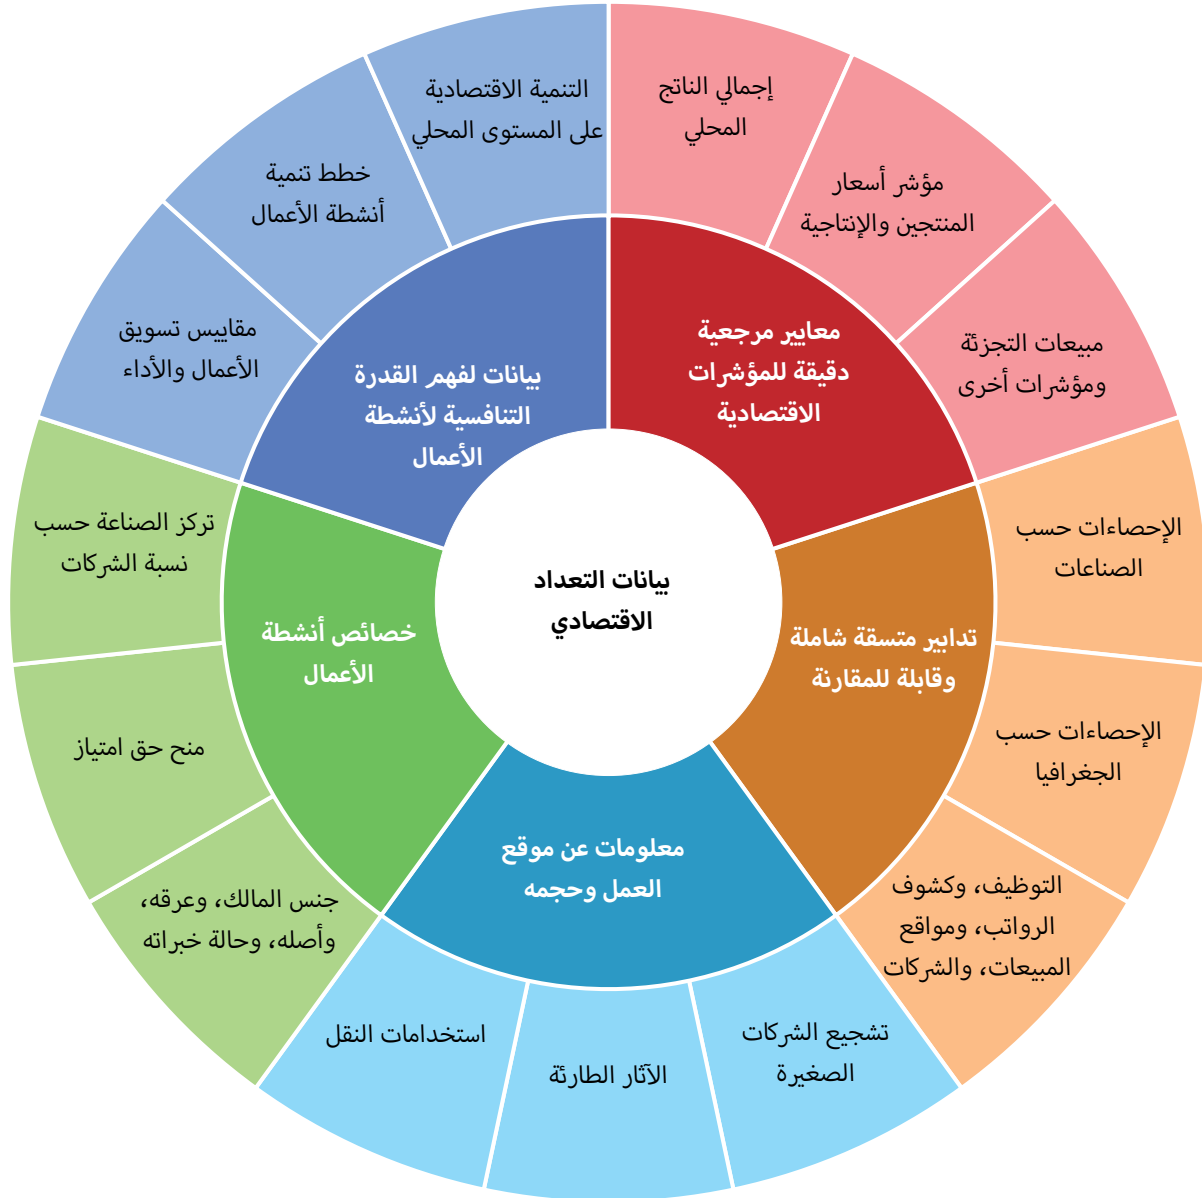 بيانات التعداد
الاقتصادي
معايير مرجعية
دقيقة للمؤشرات
الاقتصادية
إجمالي الناتج
المحلي
مؤشر أسعار
المنتجين والإنتاجية
مبيعات التجزئة
ومؤشرات أخرى
تدابير متسقة شاملة
وقابلة للمقارنة
الإحصاءات حسب
الصناعات
الإحصاءات حسب
الجغرافيا
التوظيف، وكشوف
الرواتب، ومواقع
المبيعات، والشركات
معلومات عن موقع
العمل وحجمه
تشجيع الشركات
الصغيرة
الآثار الطارئة
استخدامات النقل
خصائص أنشطة
الأعمال
جنس المالك، وعرقه،
وأصله، وحالة خبراته
منح حق امتياز
تركز الصناعة حسب
نسبة الشركات
بيانات لفهم القدرة
التنافسية لأنشطة
الأعمال
مقاييس تسويق
الأعمال والأداء
خطط تنمية
أنشطة الأعمال
التنمية الاقتصادية
على المستوى المحلي